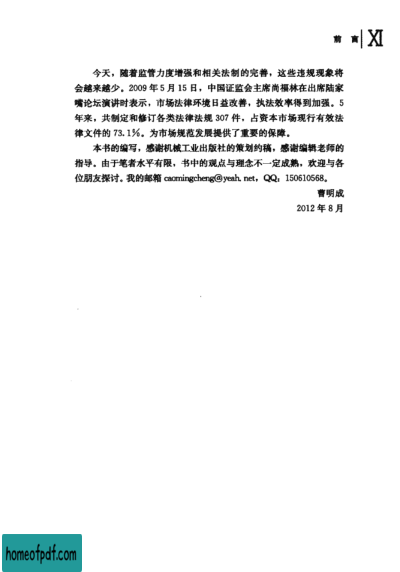 前 言 XI
今天，随着监管力度增强和相关法制的完善，这些违规现象将
会越来越少。2009 年 5 月 15 日，中国证监会主席尚福林在出席陆家
嘴论坛演讲时表示，市场法律环境日益改善，执法效率得到加强。5
年来，共制定和修订各类法律法规 307 件，占资本市场现行有效法
律文件的 73.1%。为市场规范发展提供了重要的保障。
本书的编写，感谢机械工业出版社的策划约稿，感谢编辑老师的
指导。由于笔者水平有限，书中的观点与理念不一定成熟，欢迎与各
位朋友探讨。我的邮箱 caomingcheng@yeah.net，QQ：150610568。
曹明成
2012 年 8 月
homeofpdf.com